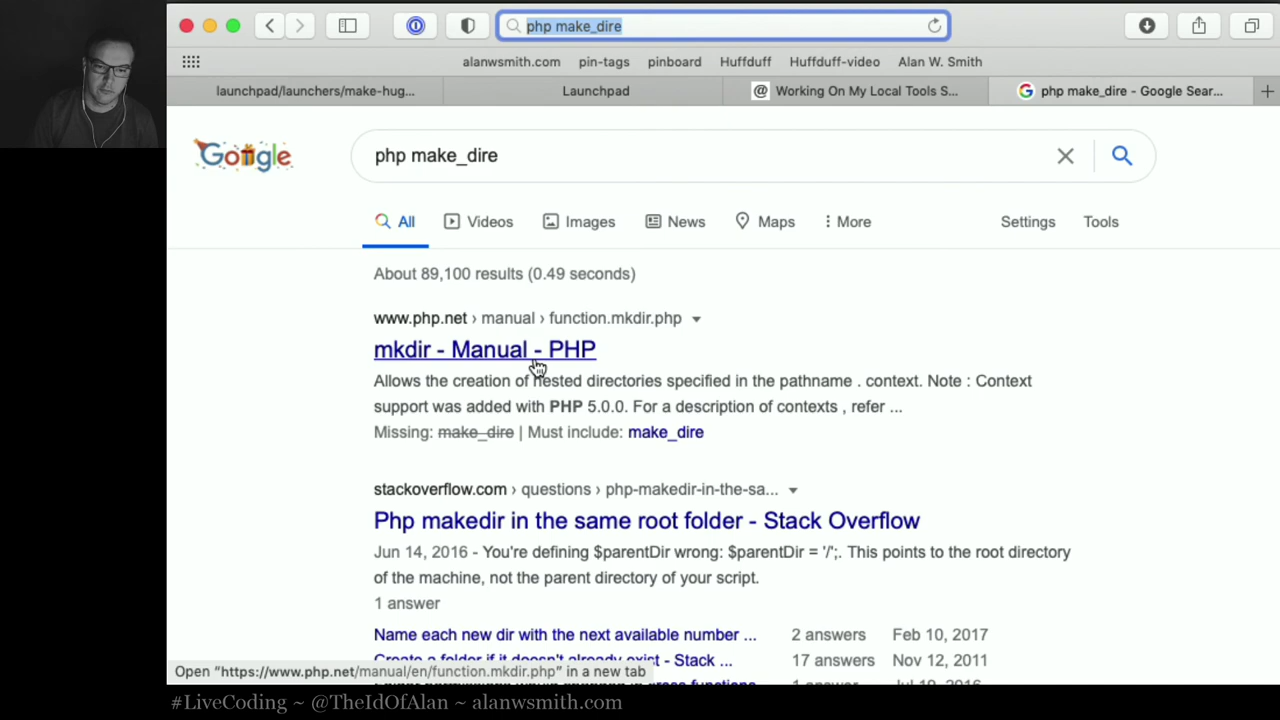 php make_dire
alanwsmith.com pin-tags pinboard Huffduff Huffduff-video Alan W. Smith
launchpad/launchers/make-hug... Launchpad @ Working On My Local Tools S... php make_dire - Google Sear... +
Google php make_dire
All Videos Images News Maps More Settings Tools
About 89,100 results (0.49 seconds)
www.php.net › manual › function.mkdir.php
mkdir - Manual - PHP
Allows the creation of nested directories specified in the pathname . context. Note : Context
support was added with PHP 5.0.0. For a description of contexts , refer ...
Missing: make_dire | Must include: make_dire
stackoverflow.com › questions › php-makedir-in-the-sa...
Php makedir in the same root folder - Stack Overflow
Jun 14, 2016 - You're defining $parentDir wrong: $parentDir = '/';. This points to the root directory
of the machine, not the parent directory of your script.
1 answer
Name each new dir with the next available number ... 2 answers Feb 10, 2017
Create a folder if it doesn't already exist - Stack ... 17 answers Nov 12, 2011
Open “https://www.php.net/manual/en/function.mkdir.php” in a new tab
#LiveCoding ~ @TheIdOfAlan ~ alanwsmith.com